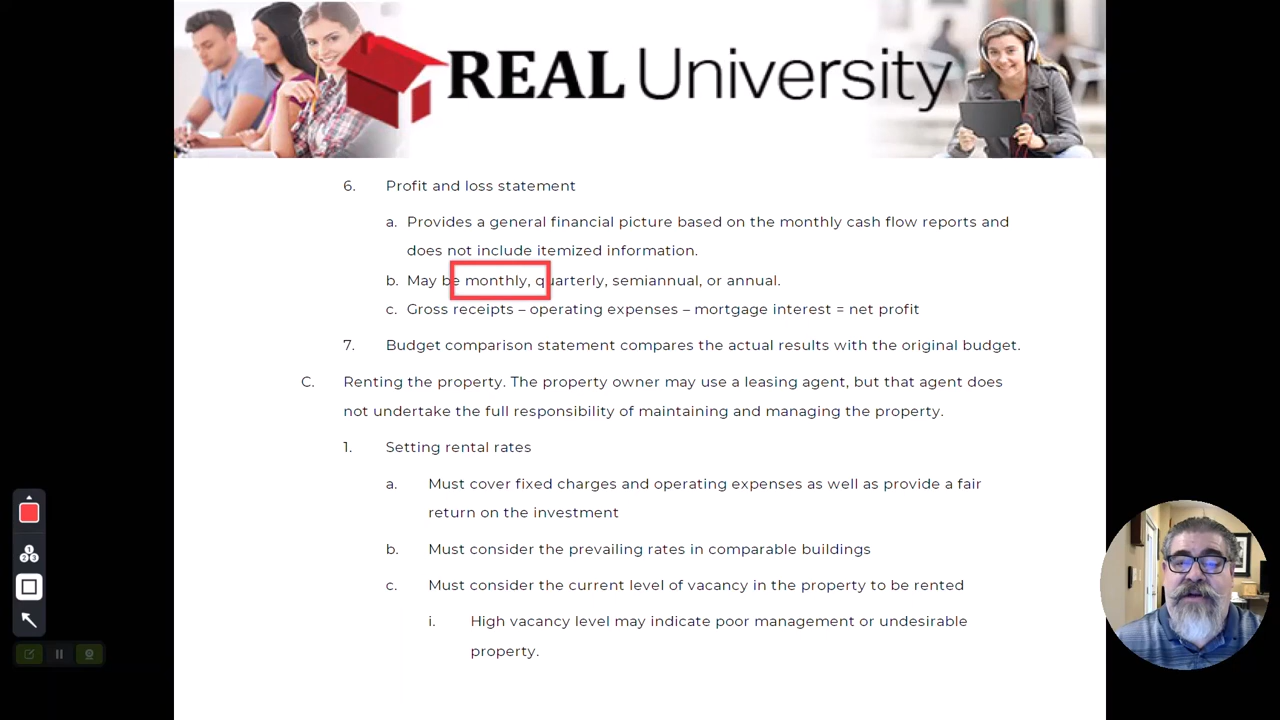 REAL University
6. Profit and loss statement
a. Provides a general financial picture based on the monthly cash flow reports and
does not include itemized information.
b. May be monthly, quarterly, semiannual, or annual.
c. Gross receipts – operating expenses – mortgage interest = net profit
7. Budget comparison statement compares the actual results with the original budget.
C. Renting the property. The property owner may use a leasing agent, but that agent does
not undertake the full responsibility of maintaining and managing the property.
1. Setting rental rates
a. Must cover fixed charges and operating expenses as well as provide a fair
return on the investment
b. Must consider the prevailing rates in comparable buildings
c. Must consider the current level of vacancy in the property to be rented
i. High vacancy level may indicate poor management or undesirable
property.